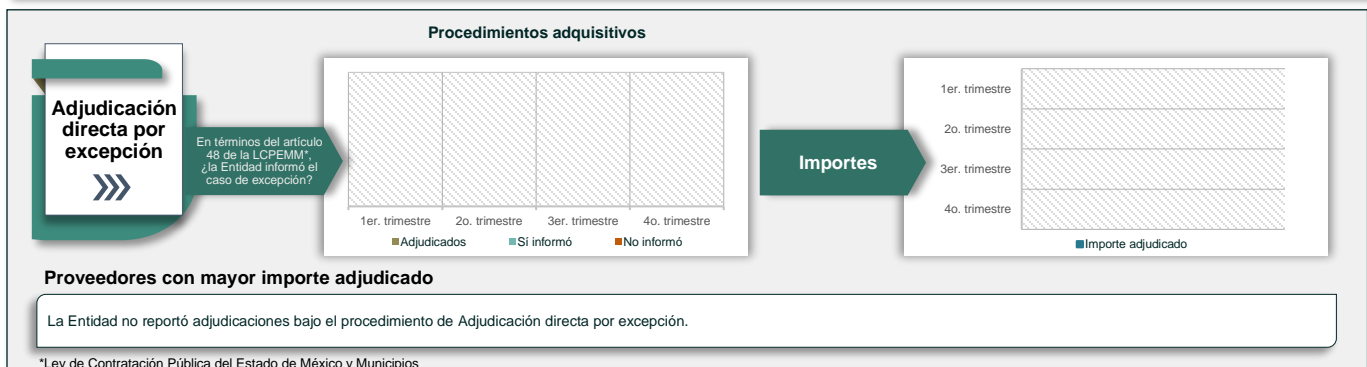 Procedimientos adquisitivos
Adjudicación
directa por
excepción
En términos del artículo
48 de la LCPEMM*,
¿la Entidad informó el
caso de excepción?
1er. trimestre
2o. trimestre
3er. trimestre
4o. trimestre
Adjudicados
Sí informó
No informó
Importes
1er. trimestre
2o. trimestre
3er. trimestre
4o. trimestre
Importe adjudicado
Proveedores con mayor importe adjudicado
La Entidad no reportó adjudicaciones bajo el procedimiento de Adjudicación directa por excepción.
*Ley de Contratación Pública del Estado de México y Municipios